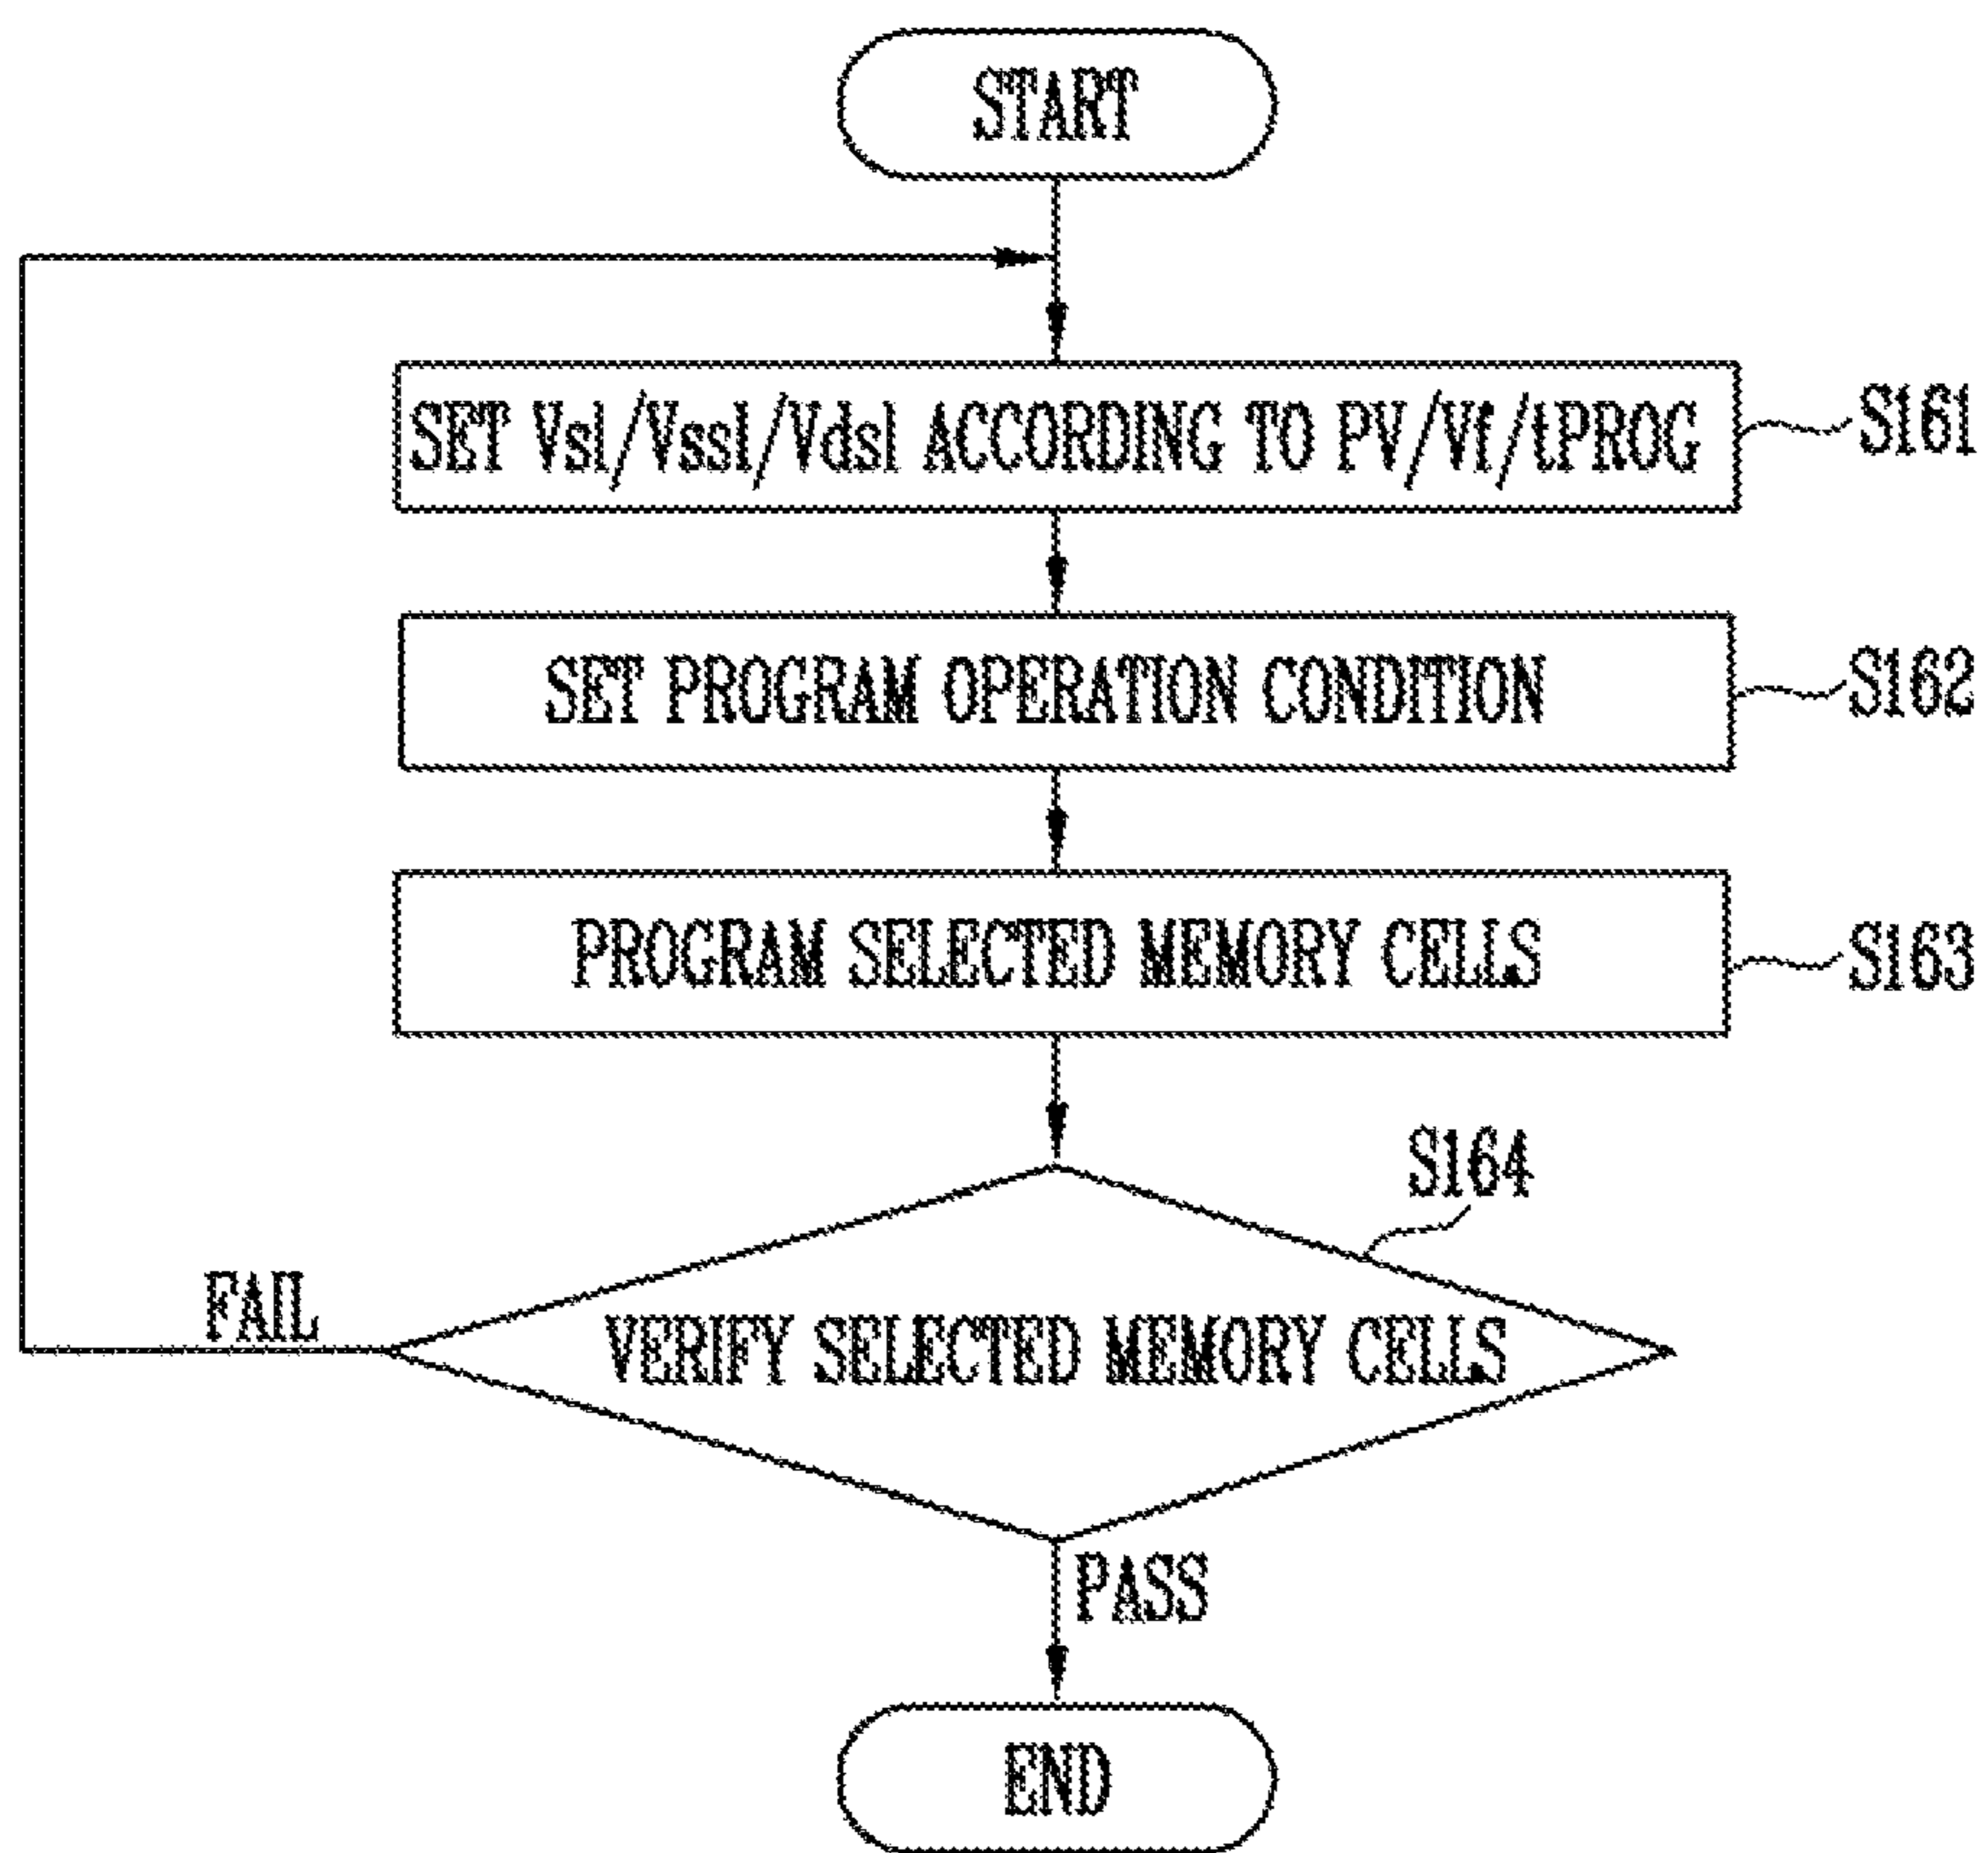 START
SET Vsl/Vssl/Vdsl ACCORDING TO PV/Vf/tPROG
S161
SET PROGRAM OPERATION CONDITION
S162
PROGRAM SELECTED MEMORY CELLS
S163
S164
FAIL
VERIFY SELECTED MEMORY CELLS
PASS
END